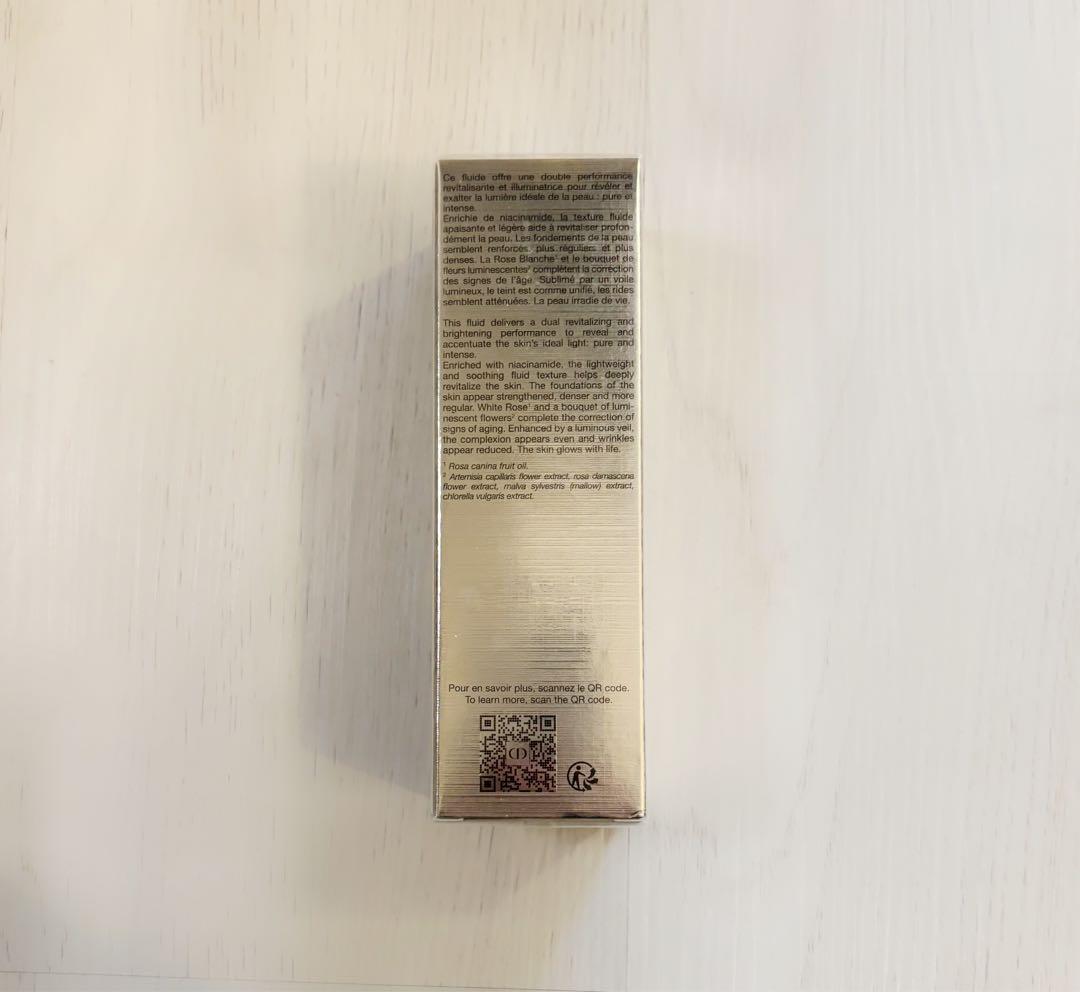 Ce fluide offre une double performance
revitalisante et illuminatrice pour révéler et
exalter la lumière idéale de la peau : pure et
intense.
Enrichie de niacinamide, la texture fluide
apaisante et légère aide à revitaliser profon-
dément la peau. Les fondements de la peau
semblent renforcés, plus réguliers et plus
denses. La Rose Blanche¹ et le bouquet de
fleurs luminescentes² complètent la correction
des signes de l'âge. Sublimé par un voile
lumineux, le teint est comme unifié, les rides
semblent atténuées. La peau irradie de vie.
This fluid delivers a dual revitalizing and
brightening performance to reveal and
accentuate the skin's ideal light: pure and
intense.
Enriched with niacinamide, the lightweight
and soothing fluid texture helps deeply
revitalize the skin. The foundations of the
skin appear strengthened, denser and more
regular. White Rose¹ and a bouquet of lumi-
nescent flowers² complete the correction of
signs of aging. Enhanced by a luminous veil,
the complexion appears even and wrinkles
appear reduced. The skin glows with life.
¹ Rosa canina fruit oil.
² Artemisia capillaris flower extract, rosa damascena
flower extract, malva sylvestris (mallow) extract,
chlorella vulgaris extract.
Pour en savoir plus, scannez le QR code.
To learn more, scan the QR code.
CD